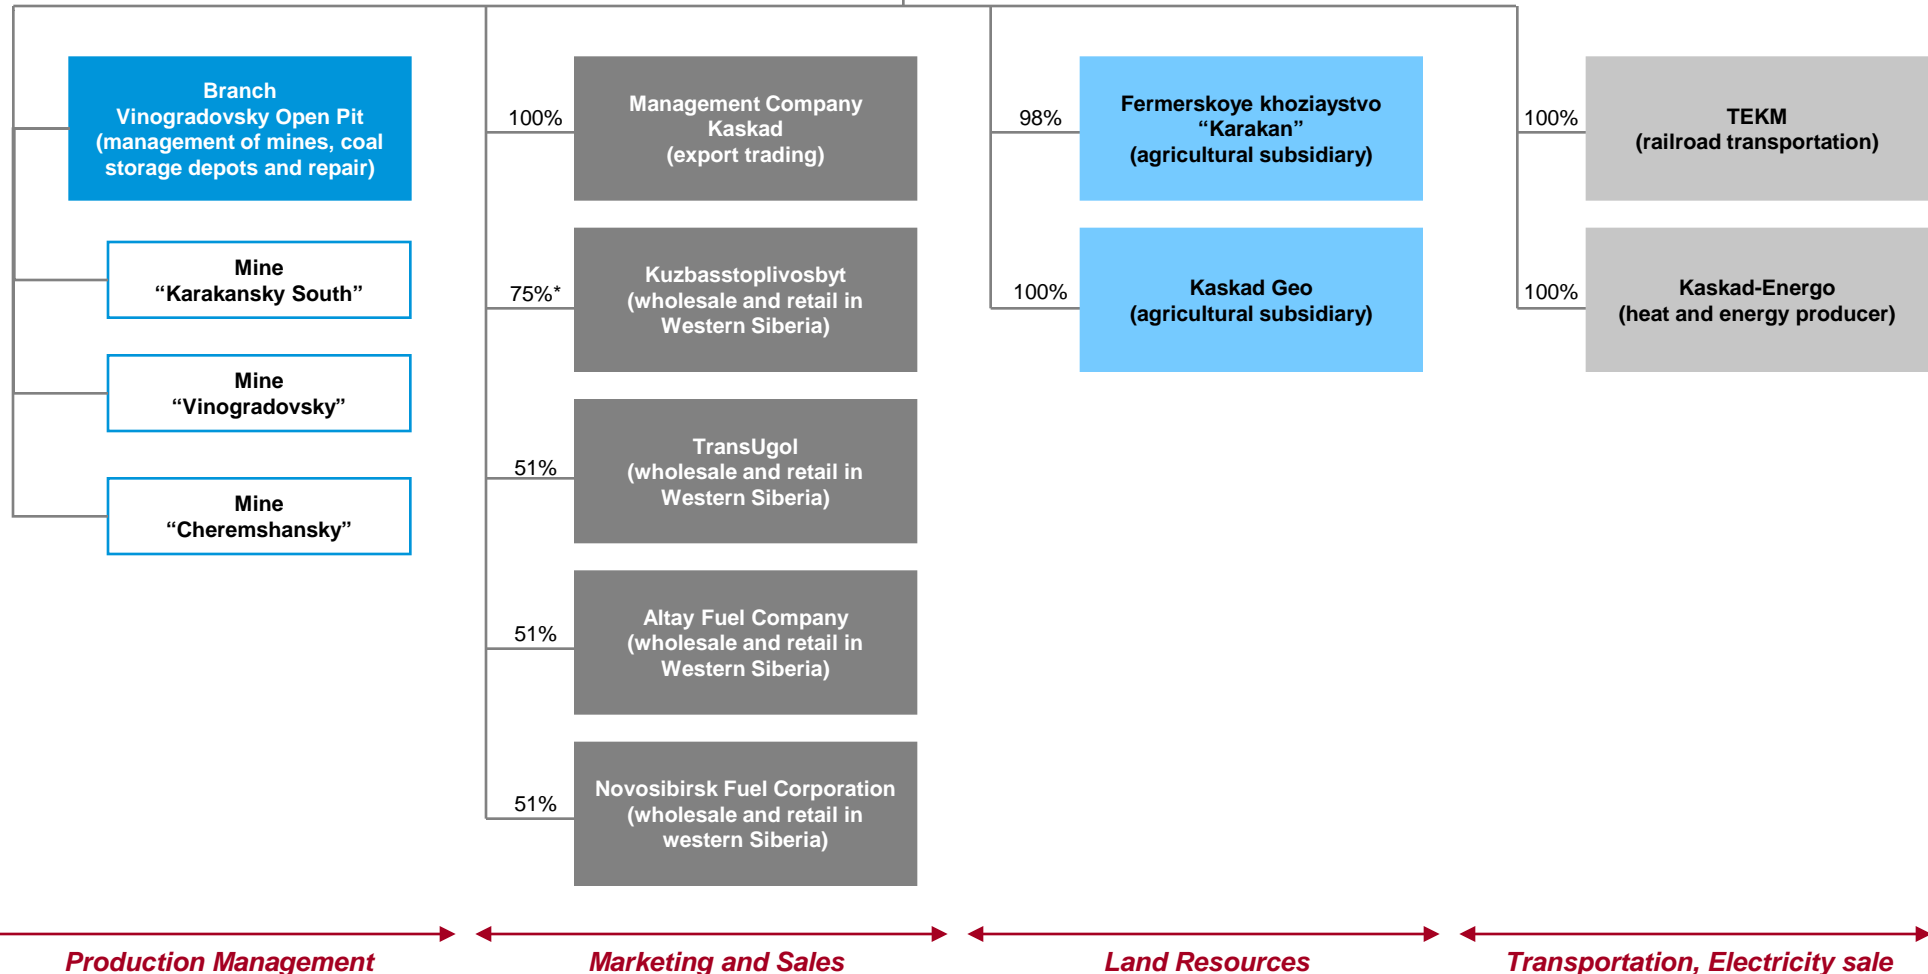 Branch
Vinogradovsky Open Pit
(management of mines, coal
storage depots and repair)
Mine
“Karakansky South”
Mine
“Vinogradovsky”
Mine
“Cheremshansky”
Production Management
100%
Management Company
Kaskad
(export trading)
75%*
Kuzbasstoplivosbyt
(wholesale and retail in
Western Siberia)
51%
TransUgol
(wholesale and retail in
Western Siberia)
51%
Altay Fuel Company
(wholesale and retail in
Western Siberia)
51%
Novosibirsk Fuel Corporation
(wholesale and retail in
western Siberia)
Marketing and Sales
98%
Fermerskoye khoziaystvo
“Karakan”
(agricultural subsidiary)
100%
Kaskad Geo
(agricultural subsidiary)
Land Resources
100%
TEKM
(railroad transportation)
100%
Kaskad-Energo
(heat and energy producer)
Transportation, Electricity sale